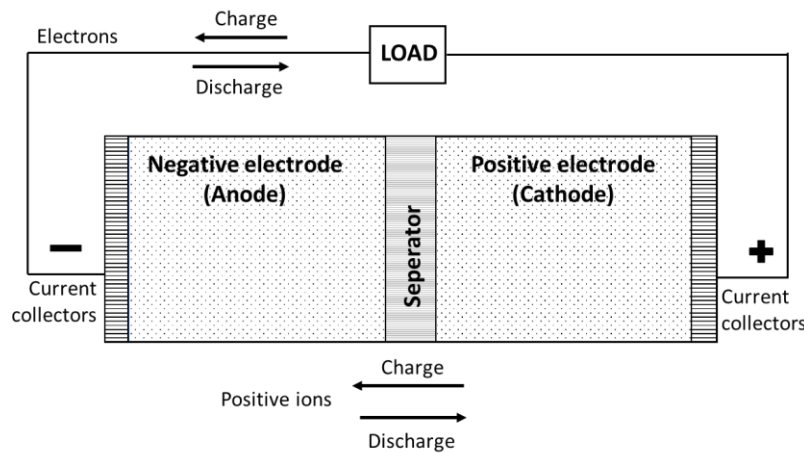 Charge
Electrons
LOAD
Discharge
Negative electrode
(Anode)
Seperator
Positive electrode
(Cathode)
−
+
Current
collectors
Current
collectors
Charge
Positive ions
Discharge